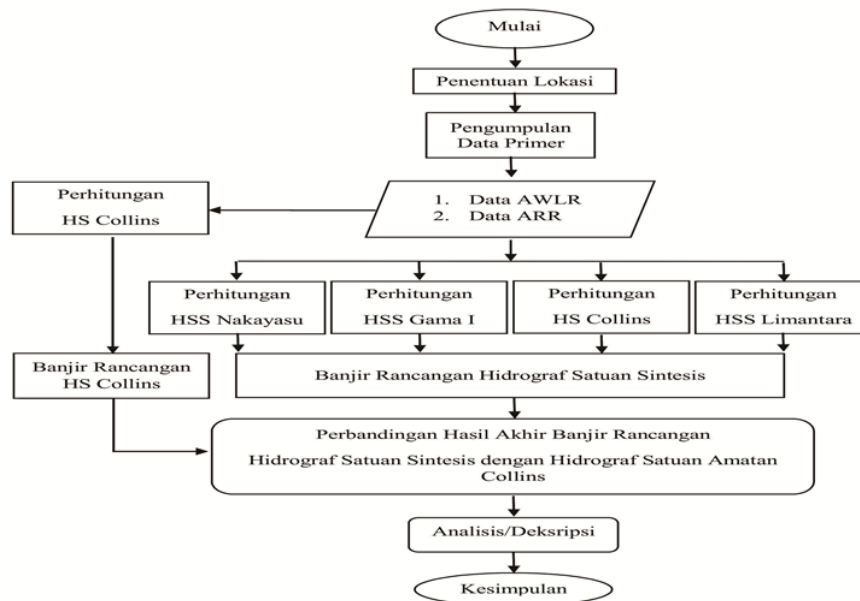 Mulai
Penentuan Lokasi
Pengumpulan
Data Primer
1. Data AWLR
2. Data ARR
Perhitungan
HS Collins
Perhitungan
HSS Nakayasu
Perhitungan
HSS Gama I
Perhitungan
HS Collins
Perhitungan
HSS Limantara
Banjir Rancangan
HS Collins
Banjir Rancangan Hidrograf Satuan Sintesis
Perbandingan Hasil Akhir Banjir Rancangan
Hidrograf Satuan Sintesis dengan Hidrograf Satuan Amatan
Collins
Analisis/Deksripsi
Kesimpulan